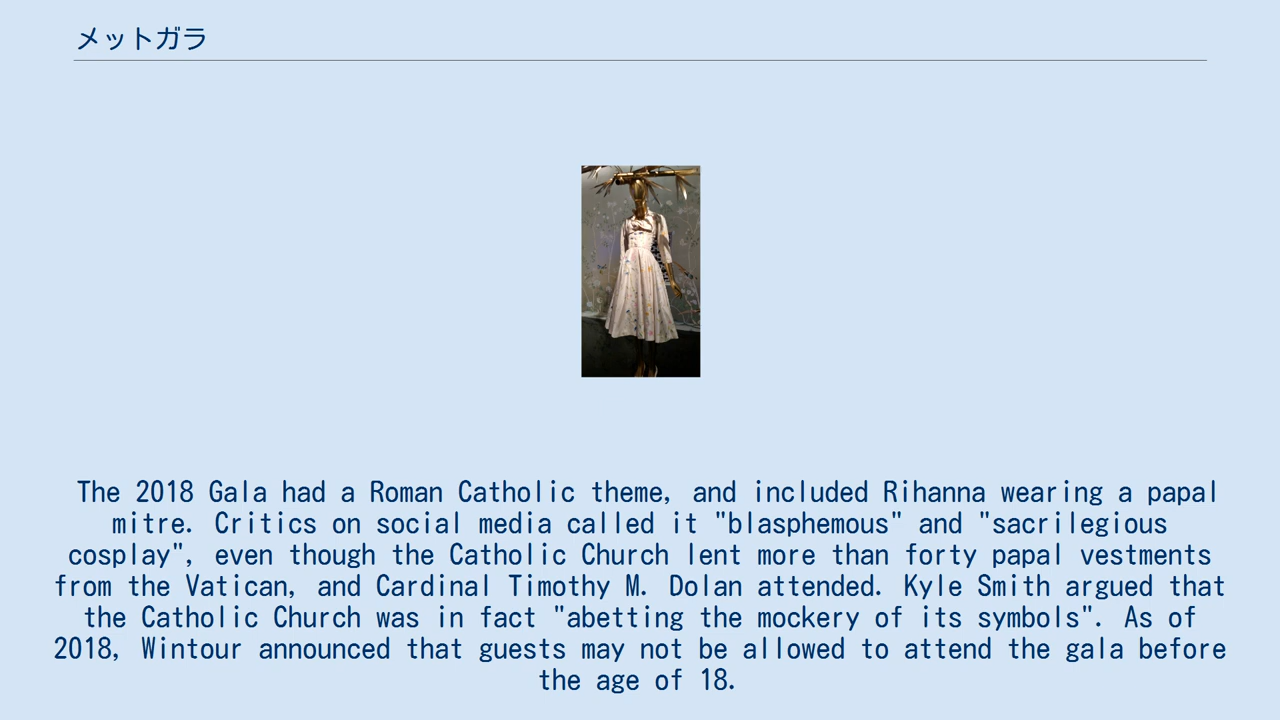 メットガラ
The 2018 Gala had a Roman Catholic theme, and included Rihanna wearing a papal
mitre. Critics on social media called it "blasphemous" and "sacrilegious
cosplay", even though the Catholic Church lent more than forty papal vestments
from the Vatican, and Cardinal Timothy M. Dolan attended. Kyle Smith argued that
the Catholic Church was in fact "abetting the mockery of its symbols". As of
2018, Wintour announced that guests may not be allowed to attend the gala before
the age of 18.